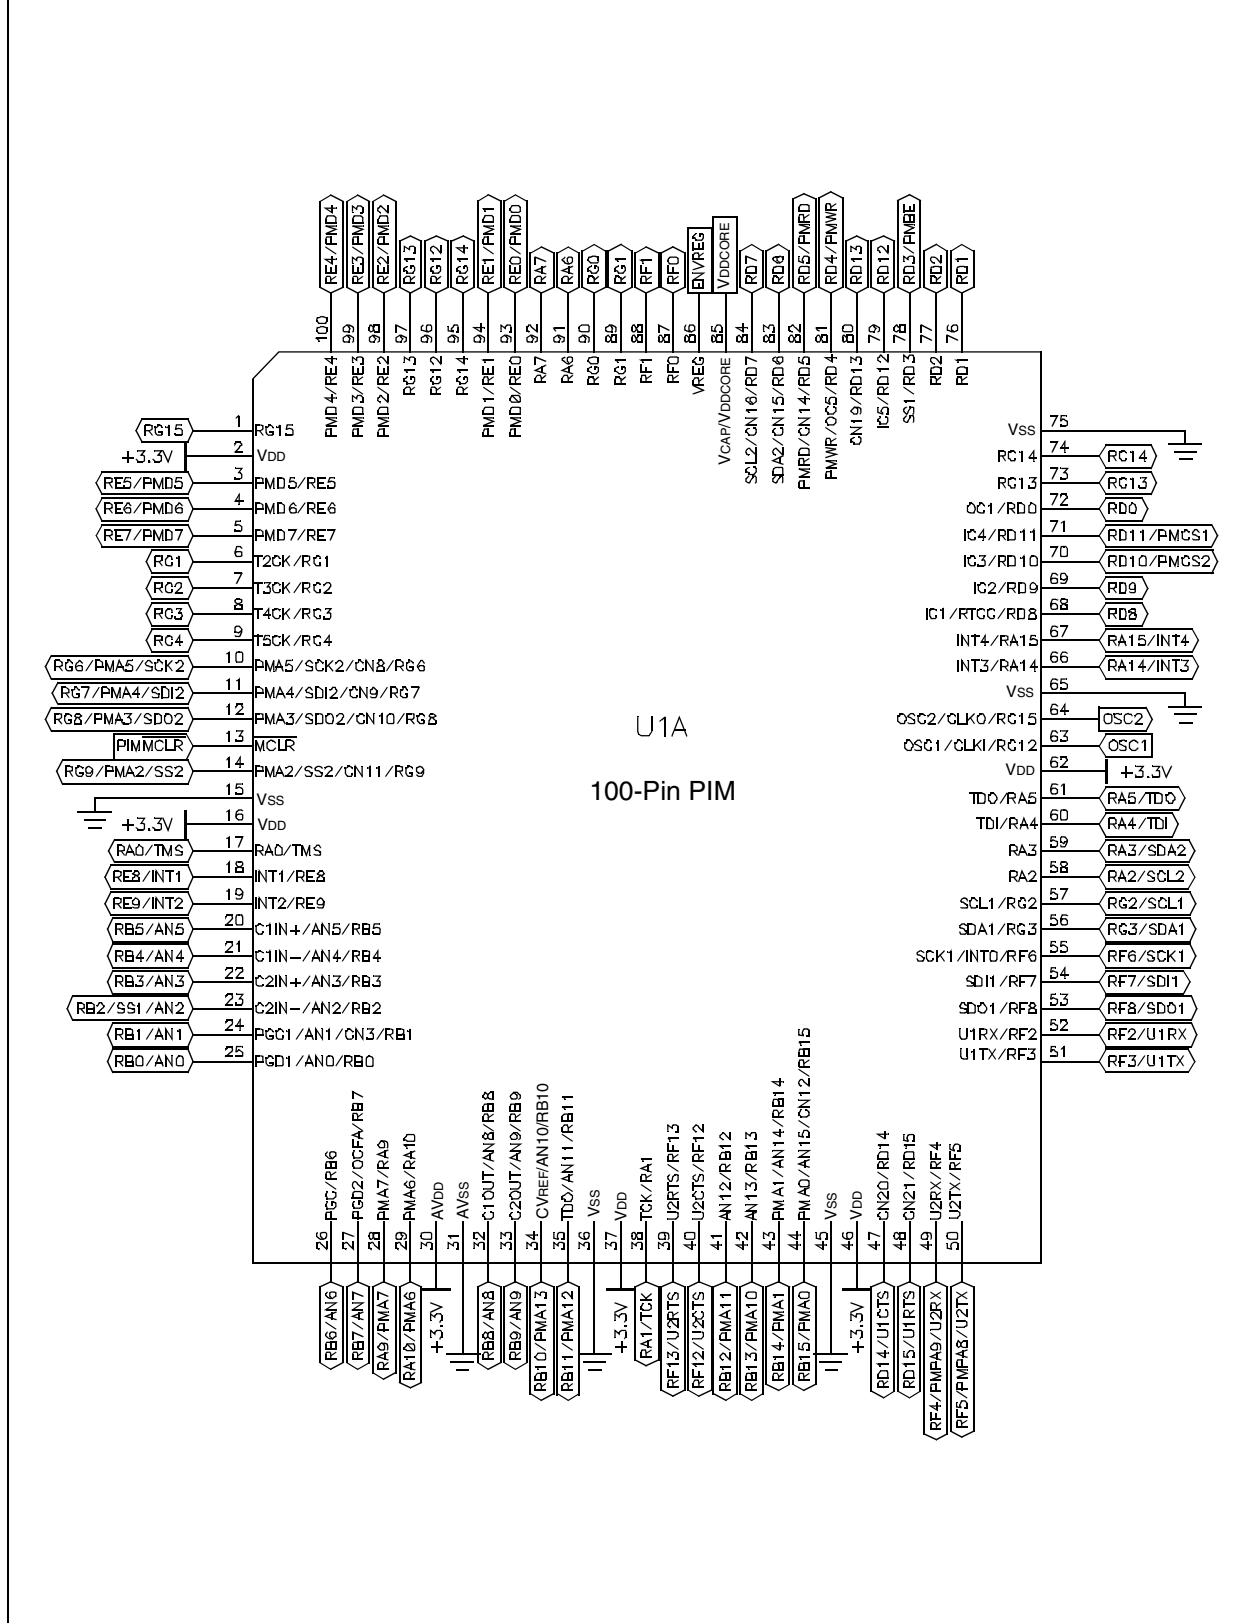 RE4/PMD4
RE3/PMD3
RE2/PMD2
RG13
RG12
RG14
RE1/PMD1
RE0/PMD0
RA7
RA6
RG0
RG1
RF1
RF0
ENVREG
VDDCORE
RD7
RD6
RD5/PMRD
RD4/PMWR
RD13
RD12
RD3/PMBE
RD2
RD1
100
99
98
97
96
95
94
93
92
91
90
89
88
87
86
85
84
83
82
81
80
79
78
77
76
PMD4/RE4
PMD3/RE3
PMD2/RE2
RG13
RG12
RG14
PMD1/RE1
PMD0/RE0
RA7
RA6
RG0
RG1
RF1
RF0
VREG
VCAP/VDDCORE
SCL2/CN16/RD7
SDA2/CN15/RD6
PMRD/CN14/RD5
PMWR/OC5/RD4
CN19/RD13
IC5/RD12
SS1/RD3
RD2
RD1
RG15 1 RG15
+3.3V 2 VDD
RE5/PMD5 3 PMD5/RE5
RE6/PMD6 4 PMD6/RE6
RE7/PMD7 5 PMD7/RE7
RC1 6 T2CK/RC1
RC2 7 T3CK/RC2
RC3 8 T4CK/RC3
RC4 9 T5CK/RC4
RG6/PMA5/SCK2 10 PMA5/SCK2/CN8/RG6
RG7/PMA4/SDI2 11 PMA4/SDI2/CN9/RG7
RG8/PMA3/SDO2 12 PMA3/SDO2/CN10/RG8
PIMMCLR 13 MCLR
RG9/PMA2/SS2 14 PMA2/SS2/CN11/RG9
15 VSS
+3.3V 16 VDD
RA0/TMS 17 RA0/TMS
RE8/INT1 18 INT1/RE8
RE9/INT2 19 INT2/RE9
RB5/AN5 20 C1IN+/AN5/RB5
RB4/AN4 21 C1IN-/AN4/RB4
RB3/AN3 22 C2IN+/AN3/RB3
RB2/SS1/AN2 23 C2IN-/AN2/RB2
RB1/AN1 24 PGC1/AN1/CN3/RB1
RB0/AN0 25 PGD1/AN0/RB0
U1A
100-Pin PIM
VSS 75
RC14 74 RC14
RC13 73 RC13
OC1/RD0 72 RD0
IC4/RD11 71 RD11/PMCS1
IC3/RD10 70 RD10/PMCS2
IC2/RD9 69 RD9
IC1/RTCC/RD8 68 RD8
INT4/RA15 67 RA15/INT4
INT3/RA14 66 RA14/INT3
VSS 65
OSC2/CLKO/RC15 64 OSC2
OSC1/CLKI/RC12 63 OSC1
VDD 62 +3.3V
TDO/RA5 61 RA5/TDO
TDI/RA4 60 RA4/TDI
RA3 59 RA3/SDA2
RA2 58 RA2/SCL2
SCL1/RG2 57 RG2/SCL1
SDA1/RG3 56 RG3/SDA1
SCK1/INT0/RF6 55 RF6/SCK1
SDI1/RF7 54 RF7/SDI1
SDO1/RF8 53 RF8/SDO1
U1RX/RF2 52 RF2/U1RX
U1TX/RF3 51 RF3/U1TX
PGC/RB6
PGD2/OCFA/RB7
PMA7/RA9
PMA6/RA10
AVDD
AVSS
C1OUT/AN8/RB8
C2OUT/AN9/RB9
CVREF/AN10/RB10
TDO/AN11/RB11
VSS
VDD
TCK/RA1
U2RTS/RF13
U2CTS/RF12
AN12/RB12
AN13/RB13
PMA1/AN14/RB14
PMA0/AN15/CN12/RB15
VSS
VDD
CN20/RD14
CN21/RD15
U2RX/RF4
U2TX/RF5
26
27
28
29
30
31
32
33
34
35
36
37
38
39
40
41
42
43
44
45
46
47
48
49
50
RB6/AN6
RB7/AN7
RA9/PMA7
RA10/PMA6
+3.3V
RB8/AN8
RB9/AN9
RB10/PMA13
RB11/PMA12
+3.3V
RA1/TCK
RF13/U2RTS
RF12/U2CTS
RB12/PMA11
RB13/PMA10
RB14/PMA1
RB15/PMA0
+3.3V
RD14/U1CTS
RD15/U1RTS
RF4/PMPA9/U2RX
RF5/PMPA8/U2TX